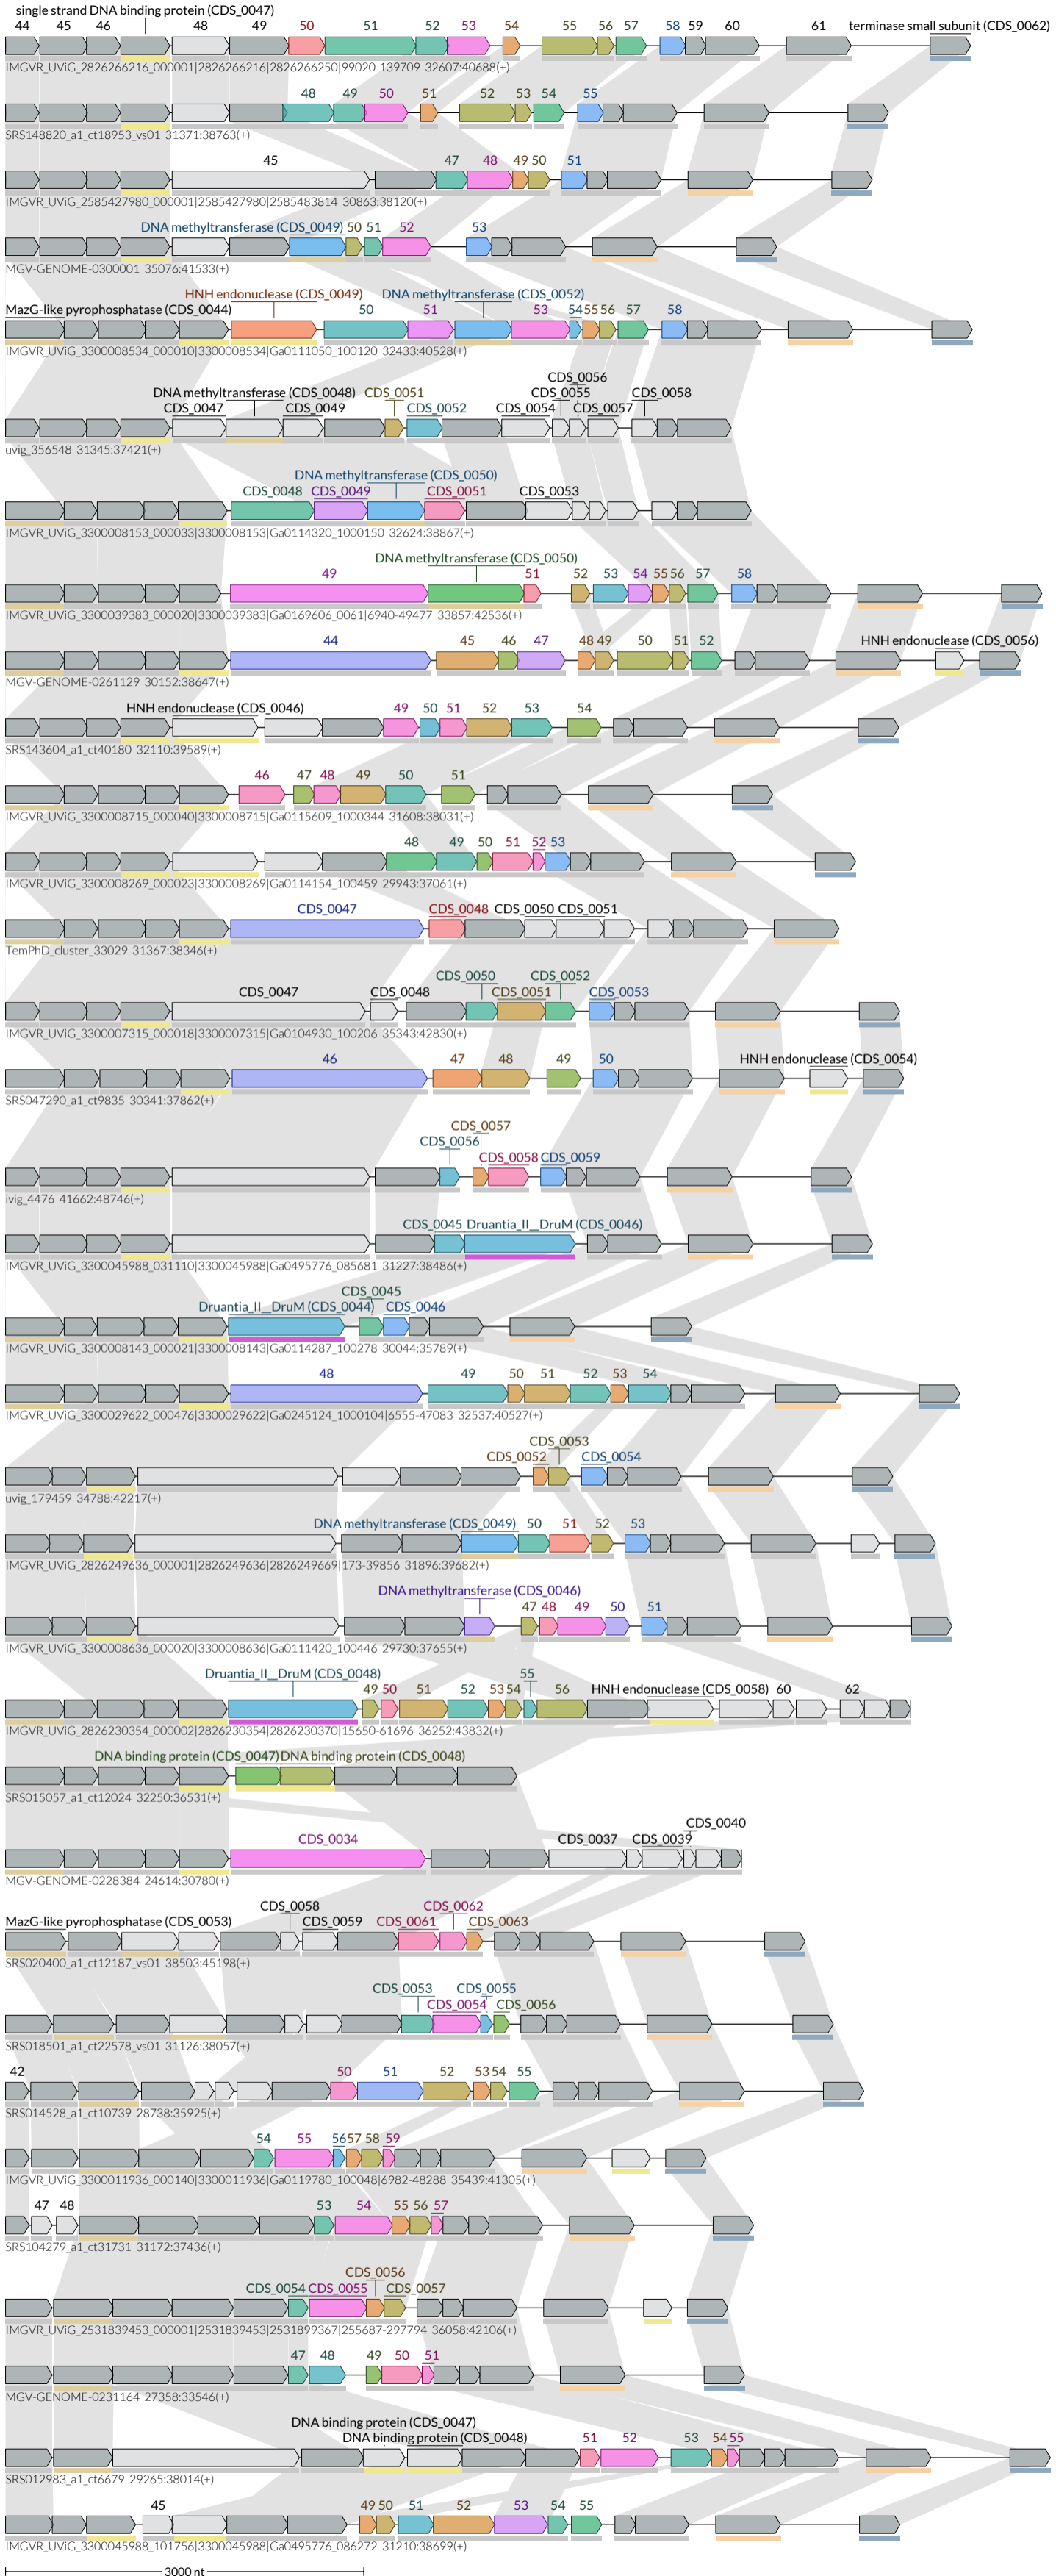 single strand DNA binding protein (CDS_0047)
44 45 46 48 49 50 51 52 53 54 55 56 57 58 59 60 61 terminase small subunit (CDS_0062)
IMGVR_UViG_2826266216_000001|2826266216|2826266250|99020-139709 32607:40688(+)
48 49 50 51 52 53 54 55
SRS148820_a1_ct18953_vs01 31371:38763(+)
45 47 48 49 50 51
IMGVR_UViG_2585427980_000001|2585427980|2585483814 30863:38120(+)
DNA methyltransferase (CDS_0049) 50 51 52 53
MGV-GENOME-0300001 35076:41533(+)
HNH endonuclease (CDS_0049) DNA methyltransferase (CDS_0052)
MazG-like pyrophosphatase (CDS_0044) 50 51 53 54 55 56 57 58
IMGVR_UViG_3300008534_000010|3300008534|Ga0111050_100120 32433:40528(+)
CDS_0056
DNA methyltransferase (CDS_0048) CDS_0051 CDS_0055 CDS_0058
CDS_0047 CDS_0049 CDS_0052 CDS_0054 CDS_0057
uvig_356548 31345:37421(+)
DNA methyltransferase (CDS_0050)
CDS_0048 CDS_0049 CDS_0051 CDS_0053
IMGVR_UViG_3300008153_000033|3300008153|Ga0114320_1000150 32624:38867(+)
DNA methyltransferase (CDS_0050)
49 51 52 53 54 55 56 57 58
IMGVR_UViG_3300039383_000020|3300039383|Ga0169606_0061|6940-49477 33857:42536(+)
44 45 46 47 48 49 50 51 52 HNH endonuclease (CDS_0056)
MGV-GENOME-0261129 30152:38647(+)
HNH endonuclease (CDS_0046) 49 50 51 52 53 54
SRS143604_a1_ct40180 32110:39589(+)
46 47 48 49 50 51
IMGVR_UViG_3300008715_000040|3300008715|Ga0115609_1000344 31608:38031(+)
48 49 50 51 52 53
IMGVR_UViG_3300008269_000023|3300008269|Ga0114154_100459 29943:37061(+)
CDS_0047 CDS_0048 CDS_0050 CDS_0051
TemPhD_cluster_33029 31367:38346(+)
CDS_0050 CDS_0052
CDS_0047 CDS_0048 CDS_0051 CDS_0053
IMGVR_UViG_3300007315_000018|3300007315|Ga0104930_100206 35343:42830(+)
46 47 48 49 50 HNH endonuclease (CDS_0054)
SRS047290_a1_ct9835 30341:37862(+)
CDS_0057
CDS_0056
CDS_0058 CDS_0059
ivig_4476 41662:48746(+)
CDS_0045 Druantia_II__DruM (CDS_0046)
IMGVR_UViG_3300045988_031110|3300045988|Ga0495776_085681 31227:38486(+)
CDS_0045
Druantia_II__DruM (CDS_0044) CDS_0046
IMGVR_UViG_3300008143_000021|3300008143|Ga0114287_100278 30044:35789(+)
48 49 50 51 52 53 54
IMGVR_UViG_3300029622_000476|3300029622|Ga0245124_1000104|6555-47083 32537:40527(+)
CDS_0053
CDS_0052 CDS_0054
uvig_179459 34788:42217(+)
DNA methyltransferase (CDS_0049) 50 51 52 53
IMGVR_UViG_2826249636_000001|2826249636|2826249669|173-39856 31896:39682(+)
DNA methyltransferase (CDS_0046)
47 48 49 50 51
IMGVR_UViG_3300008636_000020|3300008636|Ga0111420_100446 29730:37655(+)
Druantia_II__DruM (CDS_0048) 55
49 50 51 52 53 54 56 HNH endonuclease (CDS_0058) 60 62
IMGVR_UViG_2826230354_000002|2826230354|2826230370|15650-61696 36252:43832(+)
DNA binding protein (CDS_0047) DNA binding protein (CDS_0048)
SRS015057_a1_ct12024 32250:36531(+)
CDS_0040
CDS_0034 CDS_0037 CDS_0039
MGV-GENOME-0228384 24614:30780(+)
CDS_0058 CDS_0062
MazG-like pyrophosphatase (CDS_0053) CDS_0059 CDS_0061 CDS_0063
SRS020400_a1_ct12187_vs01 38503:45198(+)
CDS_0053 CDS_0055
CDS_0054 CDS_0056
SRS018501_a1_ct22578_vs01 31126:38057(+)
42 50 51 52 53 54 55
SRS014528_a1_ct10739 28738:35925(+)
54 55 56 57 58 59
IMGVR_UViG_3300011936_000140|3300011936|Ga0119780_100048|6982-48288 35439:41305(+)
47 48 53 54 55 56 57
SRS104279_a1_ct31731 31172:37436(+)
CDS_0056
CDS_0054 CDS_0055 CDS_0057
IMGVR_UViG_2531839453_000001|2531839453|2531899367|255687-297794 36058:42106(+)
47 48 49 50 51
MGV-GENOME-0231164 27358:33546(+)
DNA binding protein (CDS_0047)
DNA binding protein (CDS_0048) 51 52 53 54 55
SRS012983_a1_ct6679 29265:38014(+)
45 49 50 51 52 53 54 55
IMGVR_UViG_3300045988_101756|3300045988|Ga0495776_086272 31210:38699(+)
3000 nt